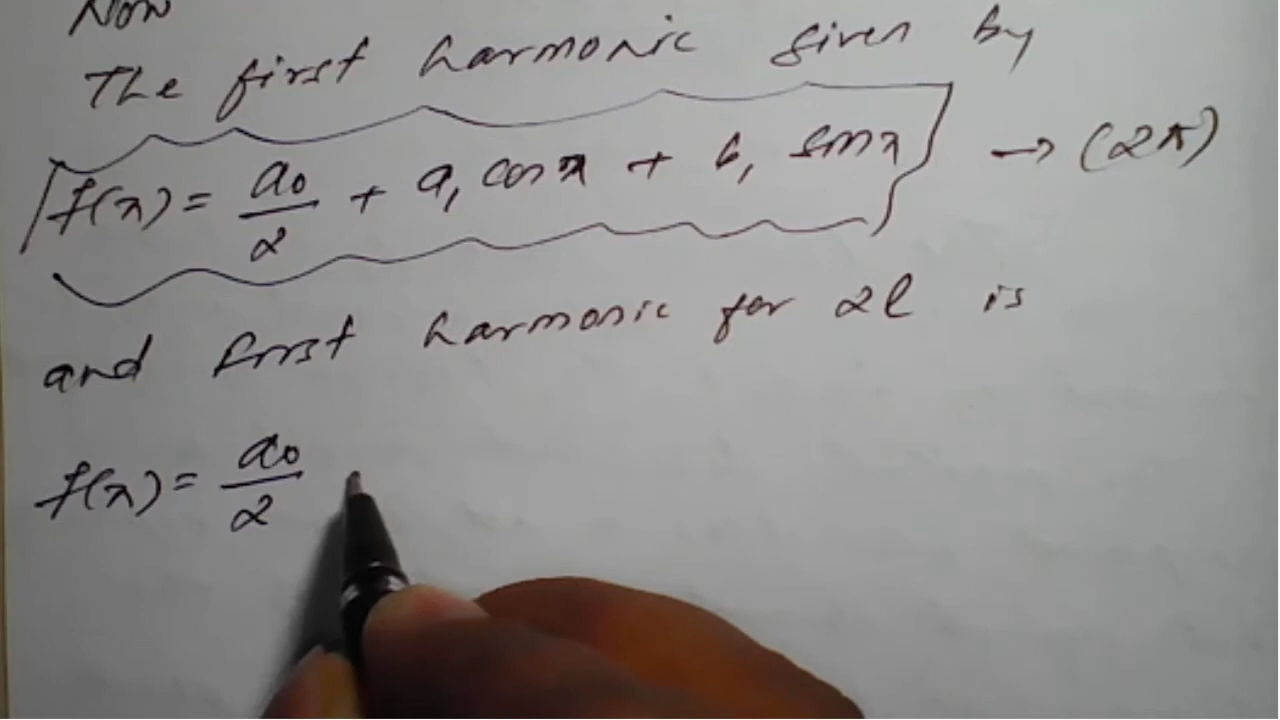 Now
The first harmonic given by
f(x) = a0/2 + a1 cos x + b1 sin x → (2π)
and first harmonic for 2l is
f(x) = a0/2